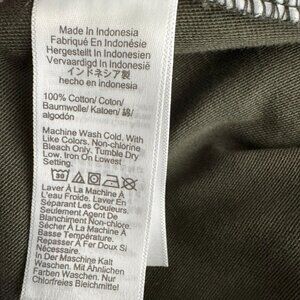 Made In Indonesia
Fabriqué En Indonésie
Hergestellt In Indonesien
Vervaardigd In Indonesië
インドネシア製
hecho en indonesia
100% Cotton/ Coton/
Baumwolle/ Katoen/ 綿/
algodón
Machine Wash Cold. With
Like Colors. Non-chlorine
Bleach Only. Tumble Dry
Low. Iron On Lowest
Setting.
30
Laver À La Machine À
L'eau Froide. Laver En
Séparant Les Couleurs.
Seulement Agent De
Blanchiment Non-chlore.
Sécher À La Machine À
Basse Température.
Repasser À Fer Doux Si
Nécessaire.
In Der Maschine Kalt
Waschen. Mit Ähnlichen
Farben Waschen. Nur
Chlorfreies Bleichmittel